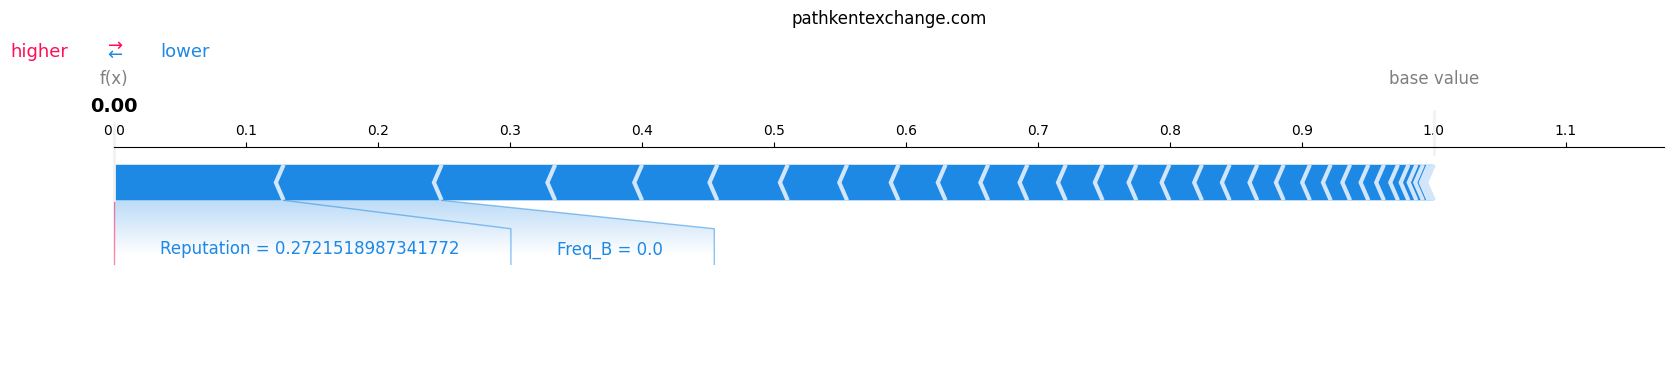 pathkentexchange.com
higher ⇄ lower
f(x) base value
0.00
0.0 0.1 0.2 0.3 0.4 0.5 0.6 0.7 0.8 0.9 1.0 1.1
Reputation = 0.2721518987341772 Freq_B = 0.0